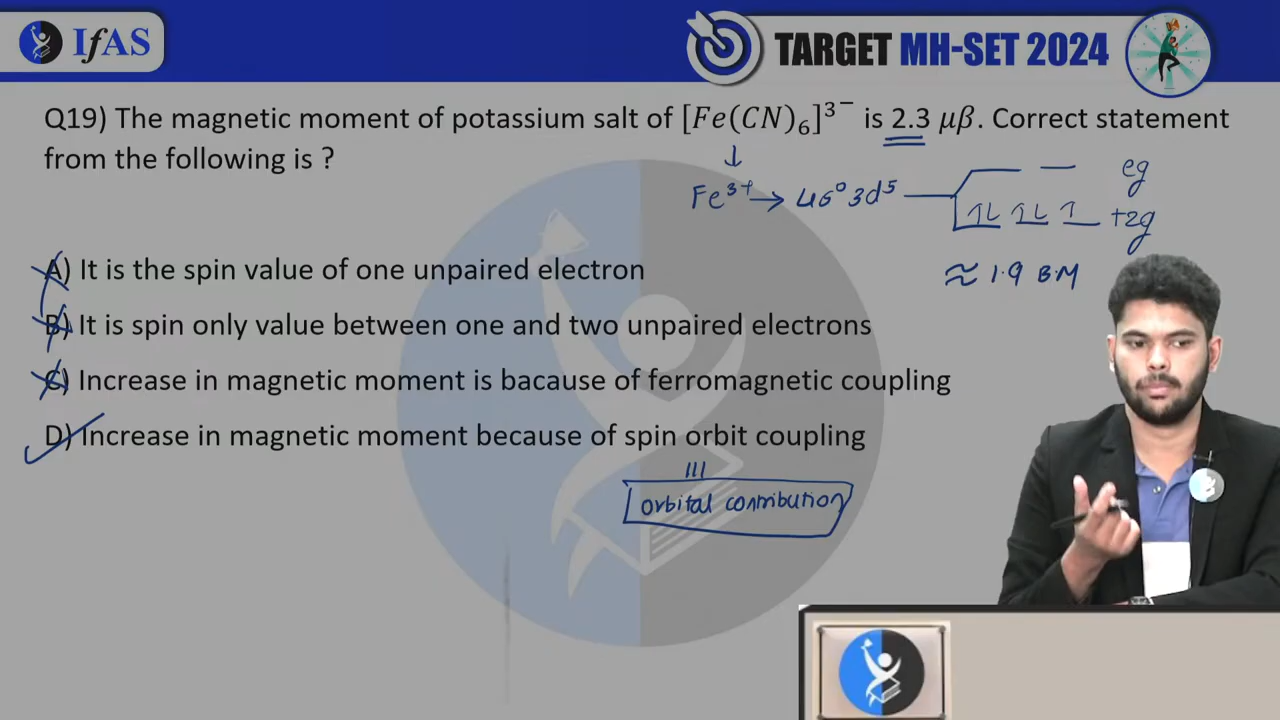 IfAS
TARGET MH-SET 2024
Q19) The magnetic moment of potassium salt of [Fe(CN)₆]³⁻ is 2.3 μβ. Correct statement
from the following is ?
↓
Fe³⁺ → 4s⁰ 3d⁵
eg
t2g
≈ 1.9 B.M
A) It is the spin value of one unpaired electron
B) It is spin only value between one and two unpaired electrons
C) Increase in magnetic moment is bacause of ferromagnetic coupling
D) Increase in magnetic moment because of spin orbit coupling
orbital contribution